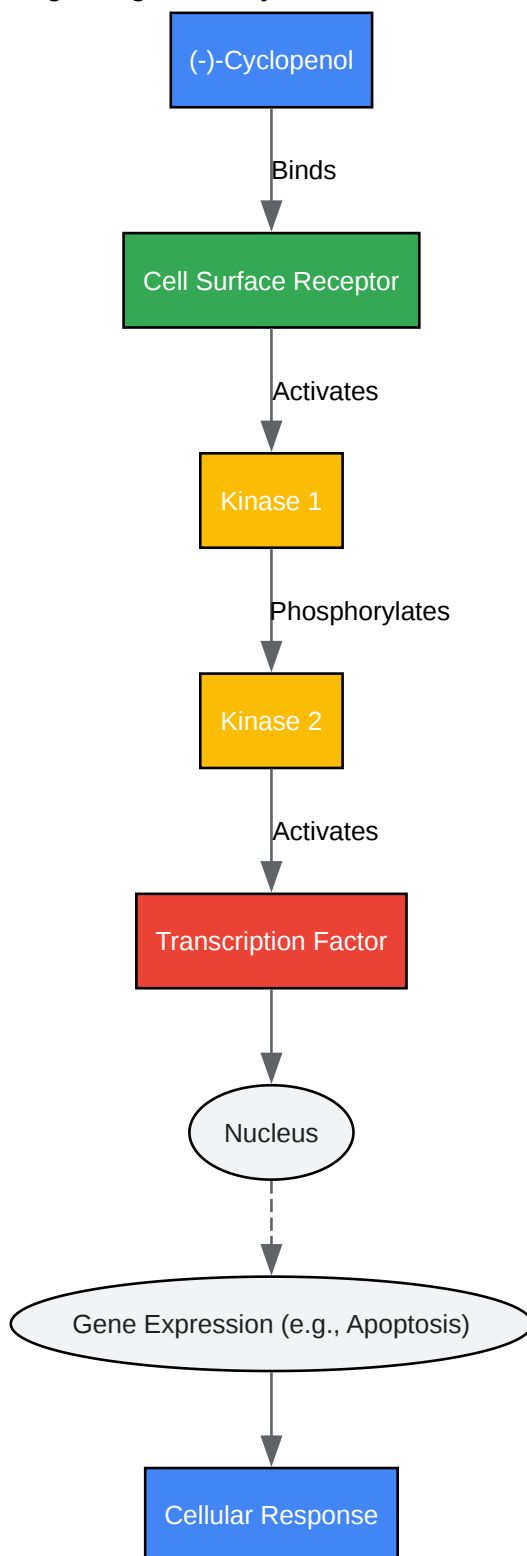 (-)-Cyclopenol
Binds
Cell Surface Receptor
Activates
Kinase 1
Phosphorylates
Kinase 2
Activates
Transcription Factor
Nucleus
Gene Expression (e.g., Apoptosis)
Cellular Response